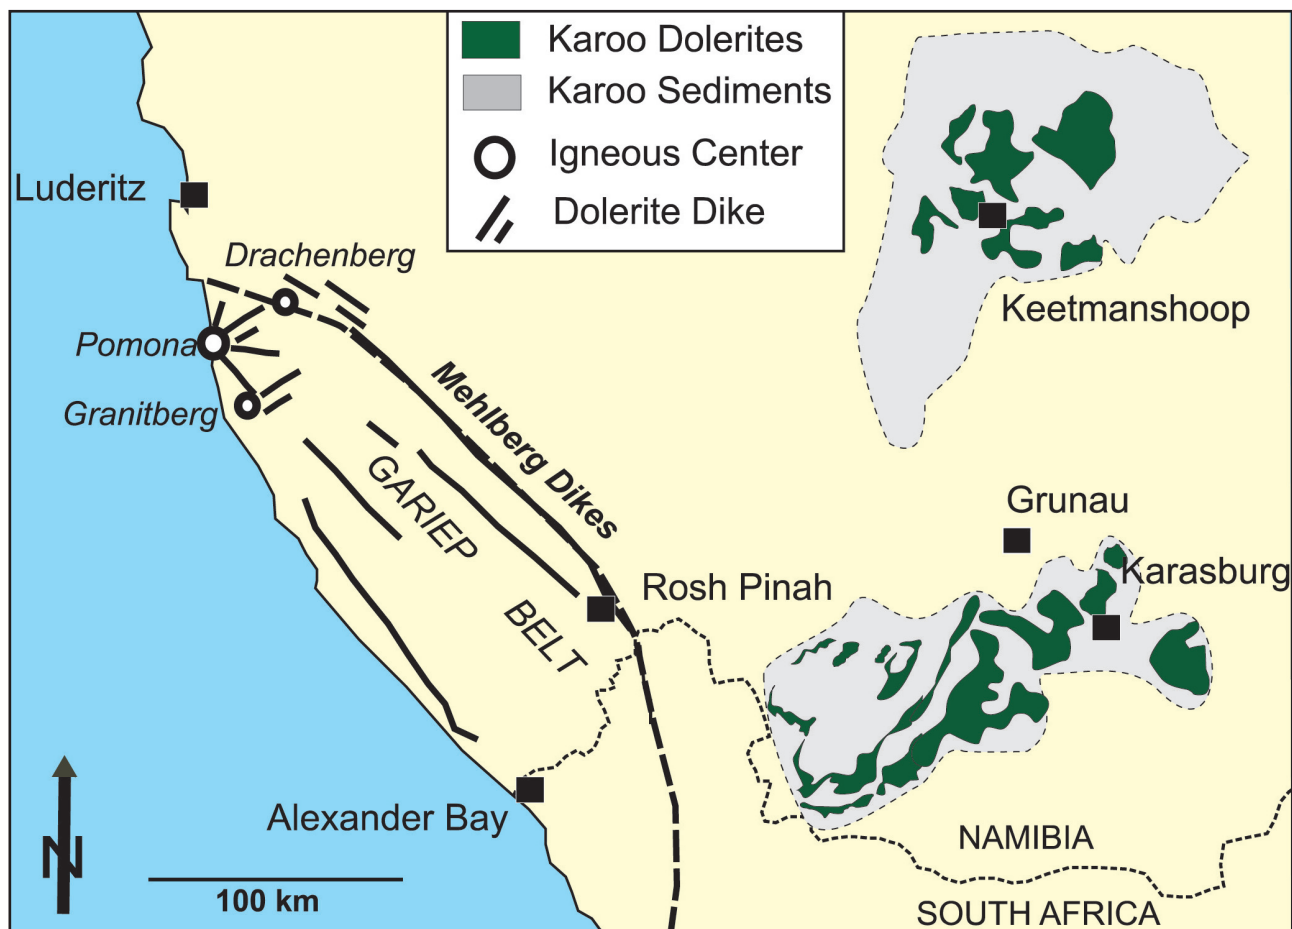 Karoo Dolerites
Karoo Sediments
Igneous Center
Dolerite Dike
Luderitz
Drachenberg
Pomona
Granitberg
Mehlberg Dikes
GARIEP
BELT
Keetmanshoop
Grunau
Karasburg
Rosh Pinah
Alexander Bay
NAMIBIA
SOUTH AFRICA
N
100 km